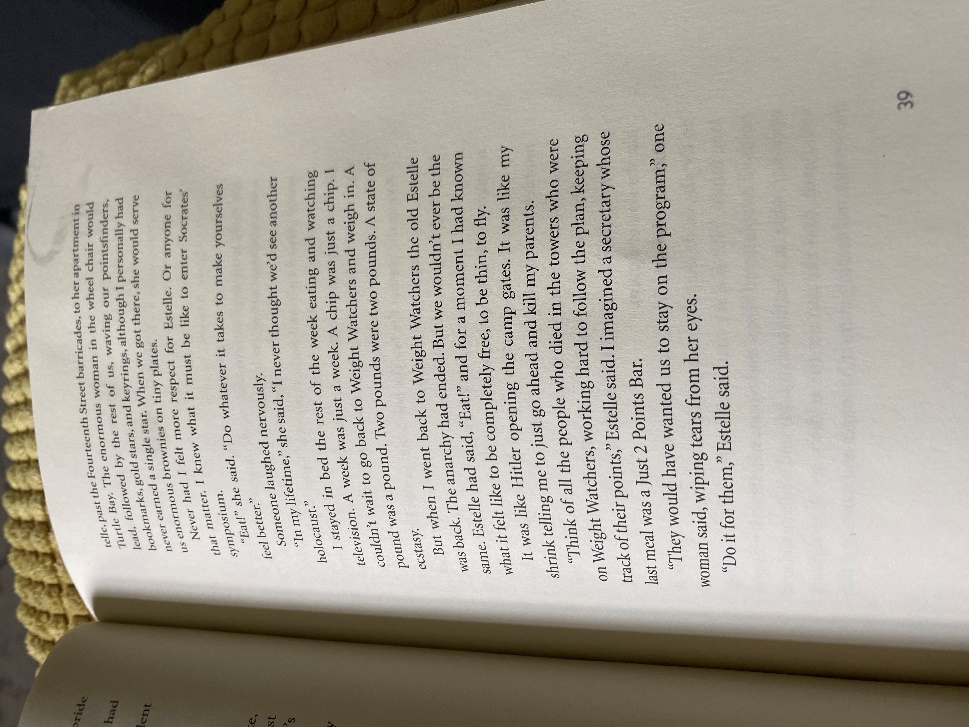 pride
had
lent
telle, past the Fourteenth Street barricades, to her apartment in
Turtle Bay. The enormous woman in the wheel chair would
lead, followed by the rest of us, waving our pointsfinders,
bookmarks, gold stars, and keyrings, although I personally had
never earned a single star. When we got there, she would serve
us enormous brownies on tiny plates.
Never had I felt more respect for Estelle. Or anyone for
that matter. I knew what it must be like to enter Socrates'
symposium.
"Eat!" she said. "Do whatever it takes to make yourselves
feel better."
Someone laughed nervously.
"In my lifetime," she said, "I never thought we'd see another
holocaust."
I stayed in bed the rest of the week eating and watching
television. A week was just a week. A chip was just a chip. I
couldn't wait to go back to Weight Watchers and weigh in. A
pound was a pound. Two pounds were two pounds. A state of
ecstasy.
But when I went back to Weight Watchers the old Estelle
was back. The anarchy had ended. But we wouldn't ever be the
same. Estelle had said, "Eat!" and for a moment I had known
what it felt like to be completely free, to be thin, to fly.
It was like Hitler opening the camp gates. It was like my
shrink telling me to just go ahead and kill my parents.
"Think of all the people who died in the towers who were
on Weight Watchers, working hard to follow the plan, keeping
track of their points," Estelle said. I imagined a secretary whose
last meal was a Just 2 Points Bar.
"They would have wanted us to stay on the program," one
woman said, wiping tears from her eyes.
"Do it for them," Estelle said.
39